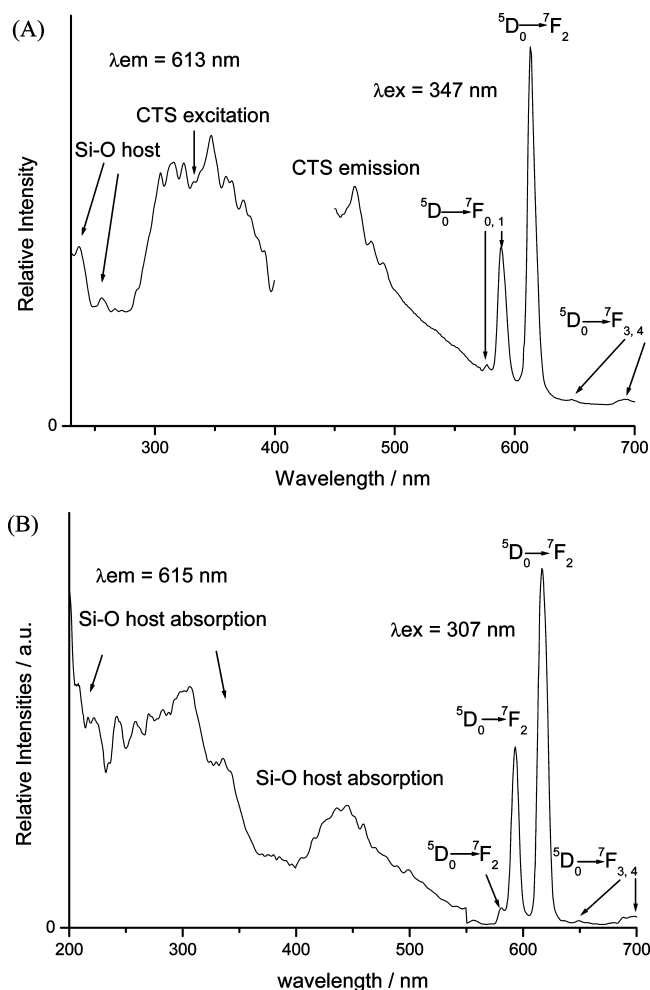 (A)
⁵D₀→⁷F₂
λem = 613 nm
λex = 347 nm
CTS excitation
Si-O host
CTS emission
⁵D₀→⁷F₀, ₁
⁵D₀→⁷F₃, ₄
Relative Intensity
0
300 400 500 600 700
Wavelength / nm
(B)
⁵D₀→⁷F₂
λem = 615 nm
Si-O host absorption
λex = 307 nm
⁵D₀→⁷F₂
Si-O host absorption
⁵D₀→⁷F₂
⁵D₀→⁷F₃, ₄
Relative Intensities / a.u.
0
200 300 400 500 600 700
wavelength / nm